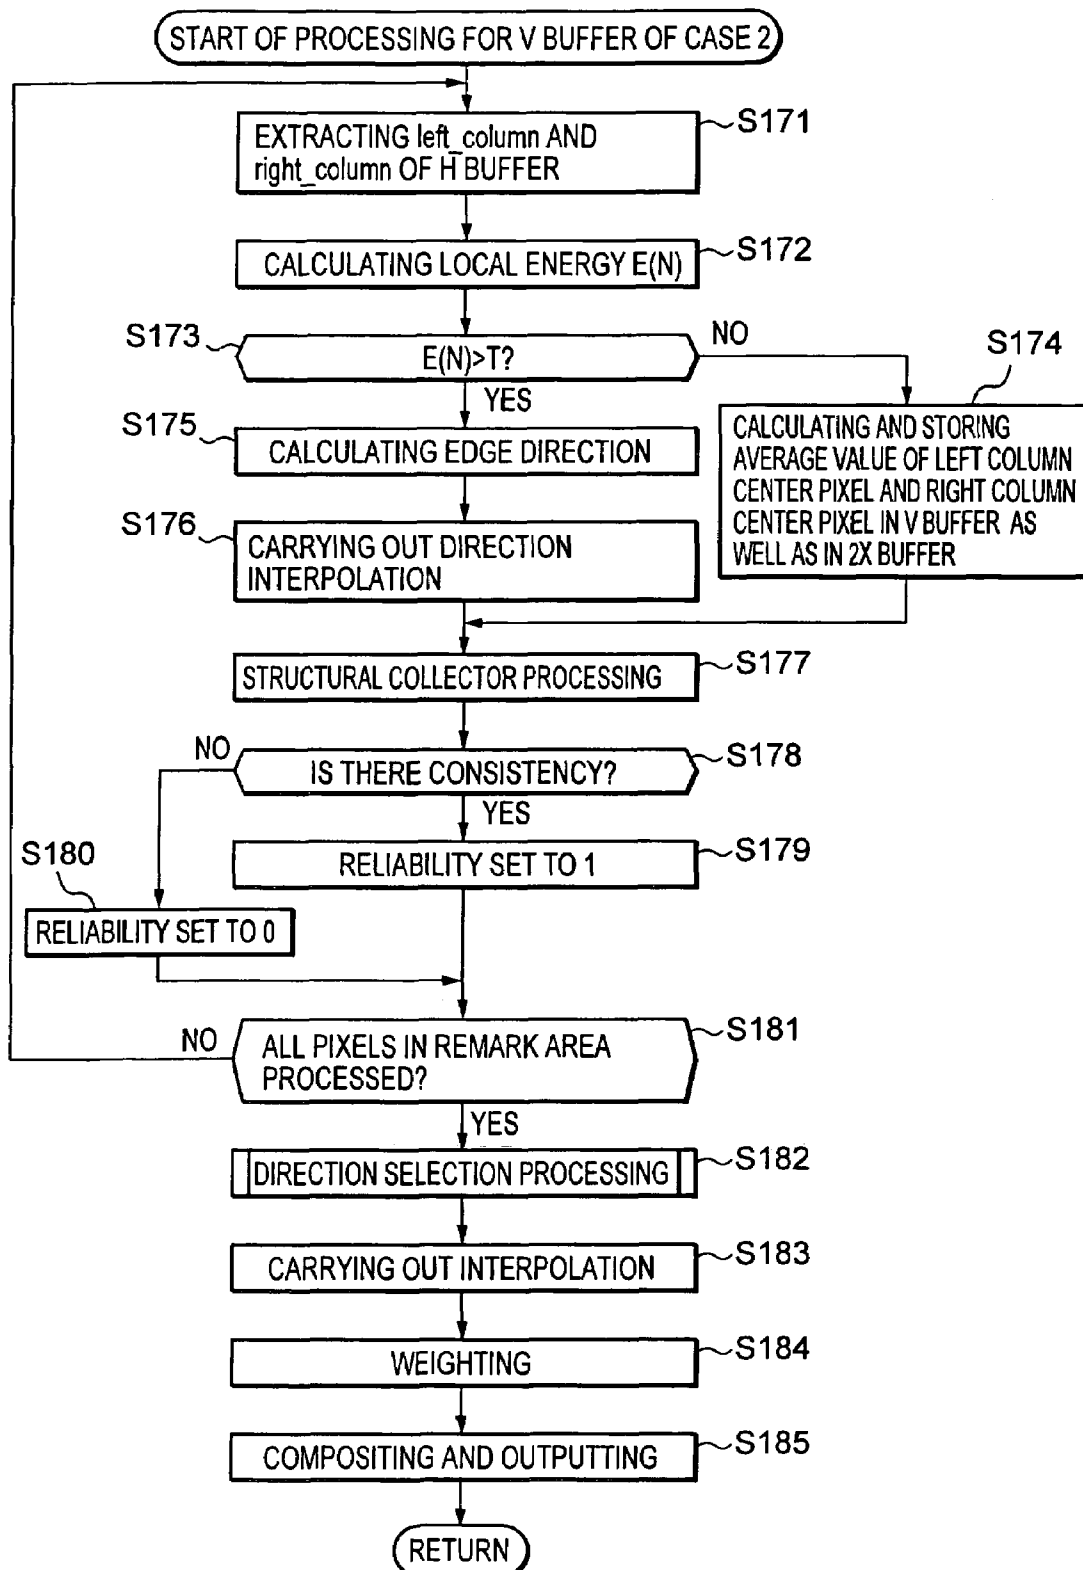 START OF PROCESSING FOR V BUFFER OF CASE 2
S171
EXTRACTING left_column AND
right_column OF H BUFFER
S172
CALCULATING LOCAL ENERGY E(N)
S173
E(N)>T?
NO
S174
YES
CALCULATING AND STORING
AVERAGE VALUE OF LEFT COLUMN
CENTER PIXEL AND RIGHT COLUMN
CENTER PIXEL IN V BUFFER AS
WELL AS IN 2X BUFFER
S175
CALCULATING EDGE DIRECTION
S176
CARRYING OUT DIRECTION
INTERPOLATION
S177
STRUCTURAL COLLECTOR PROCESSING
S178
NO
IS THERE CONSISTENCY?
YES
S179
RELIABILITY SET TO 1
S180
RELIABILITY SET TO 0
S181
NO
ALL PIXELS IN REMARK AREA
PROCESSED?
YES
S182
DIRECTION SELECTION PROCESSING
S183
CARRYING OUT INTERPOLATION
S184
WEIGHTING
S185
COMPOSITING AND OUTPUTTING
RETURN